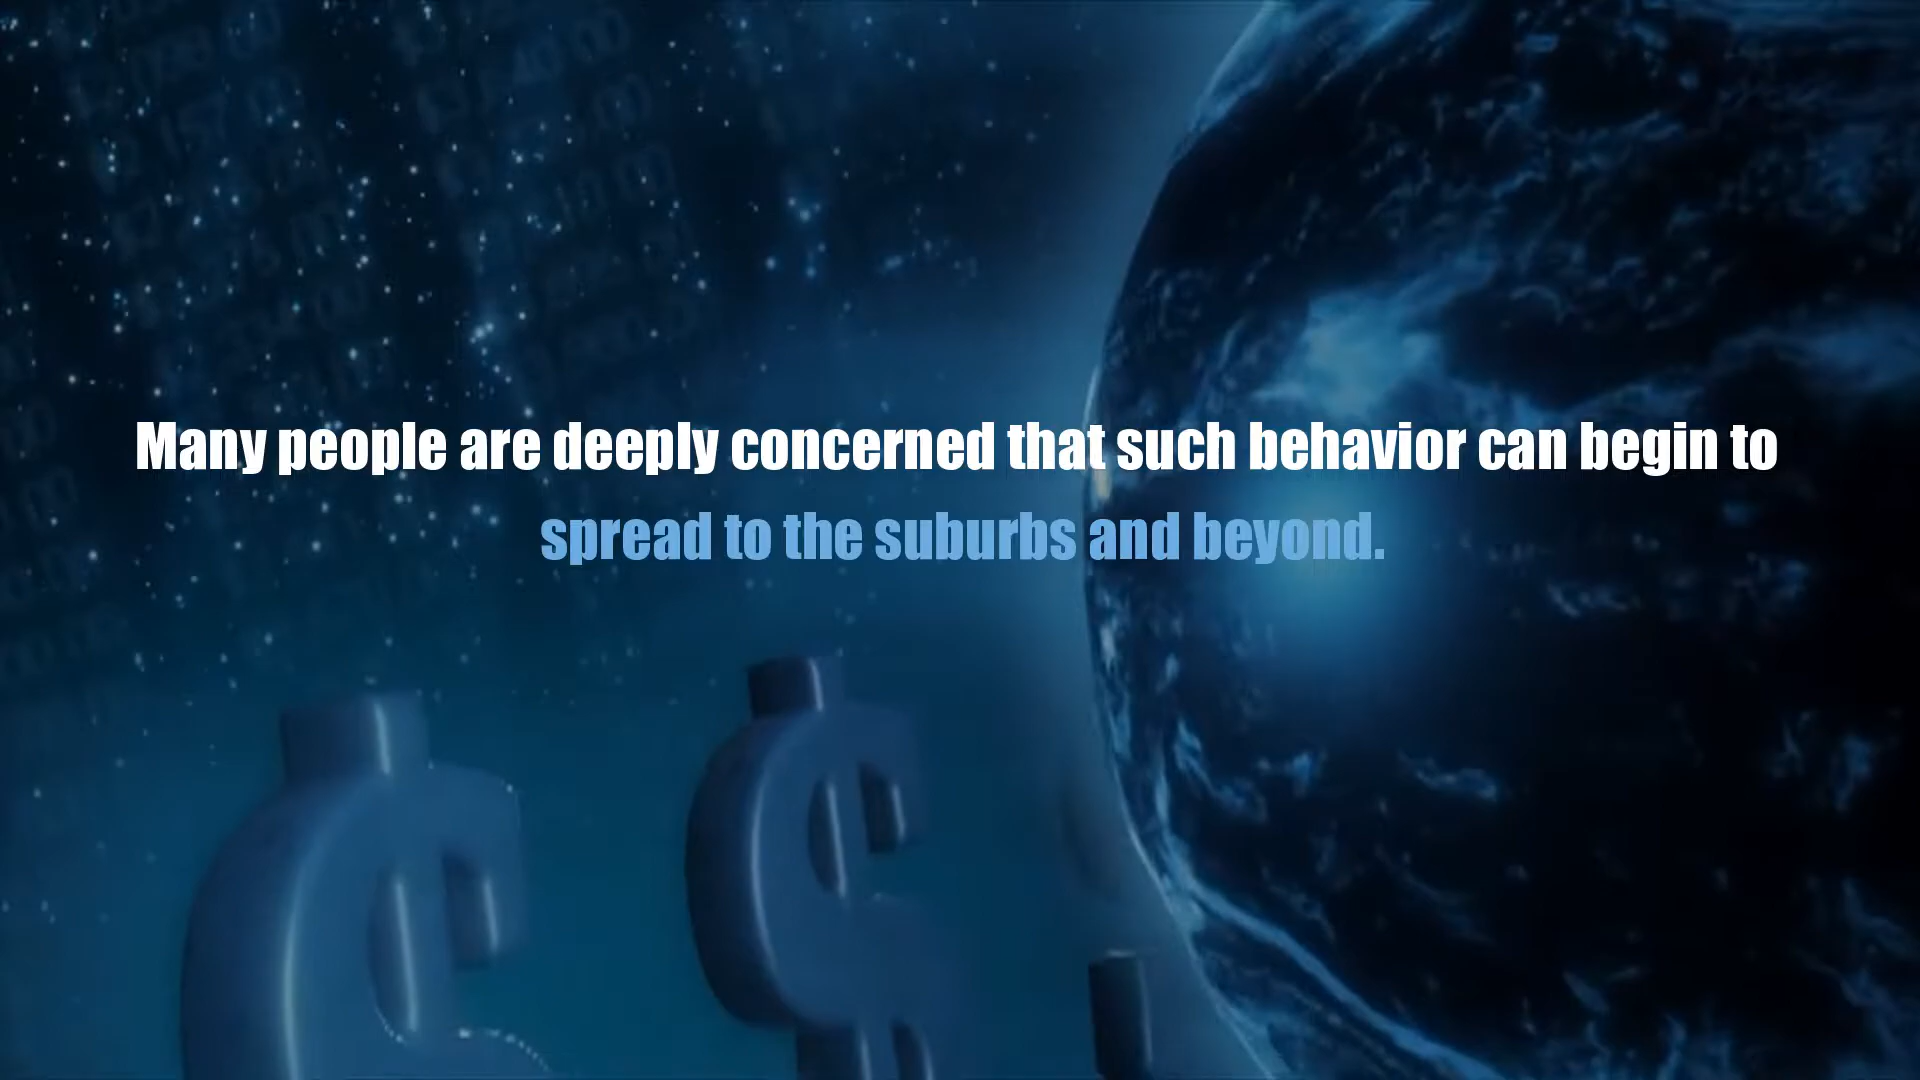 Many people are deeply concerned that such behavior can begin to
spread to the suburbs and beyond.